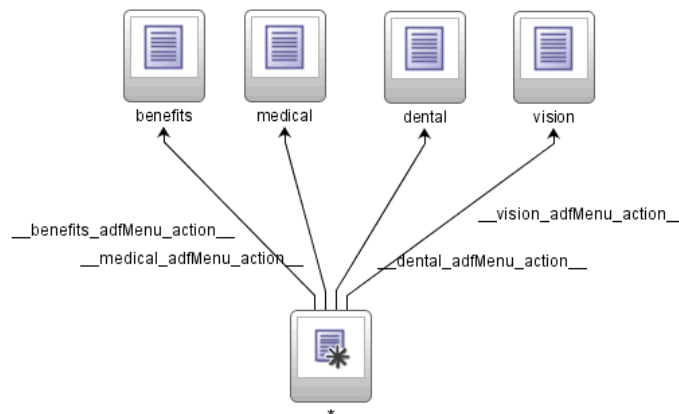 benefits
medical
dental
vision
__vision_adfMenu_action__
__benefits_adfMenu_action__
__medical_adfMenu_action__
__dental_adfMenu_action__
*